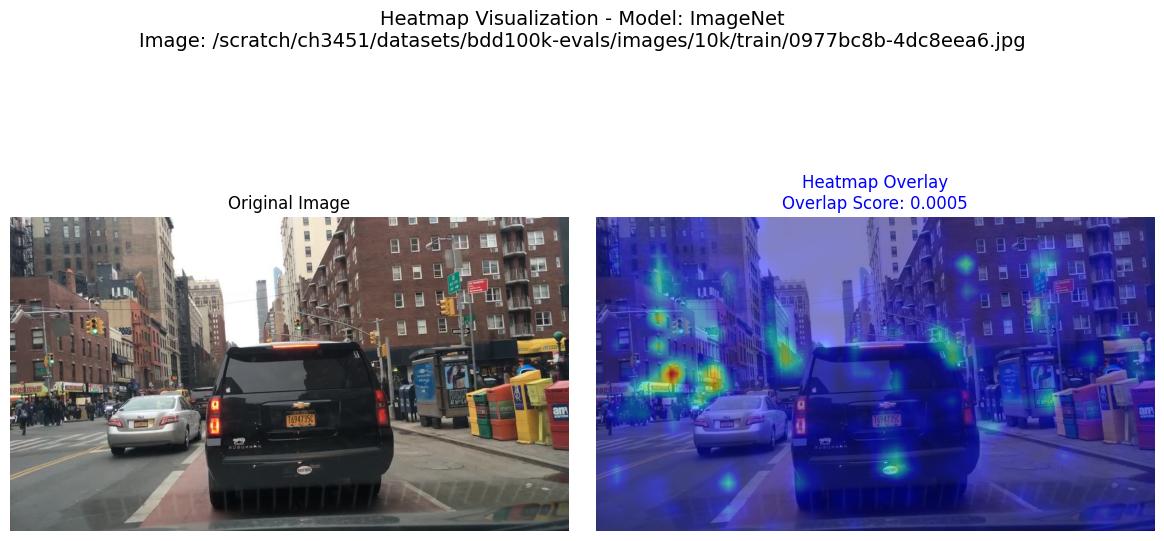 Heatmap Visualization - Model: ImageNet
Image: /scratch/ch3451/datasets/bdd100k-evals/images/10k/train/0977bc8b-4dc8eea6.jpg
Original Image
Heatmap Overlay
Overlap Score: 0.0005
SUBURBAN